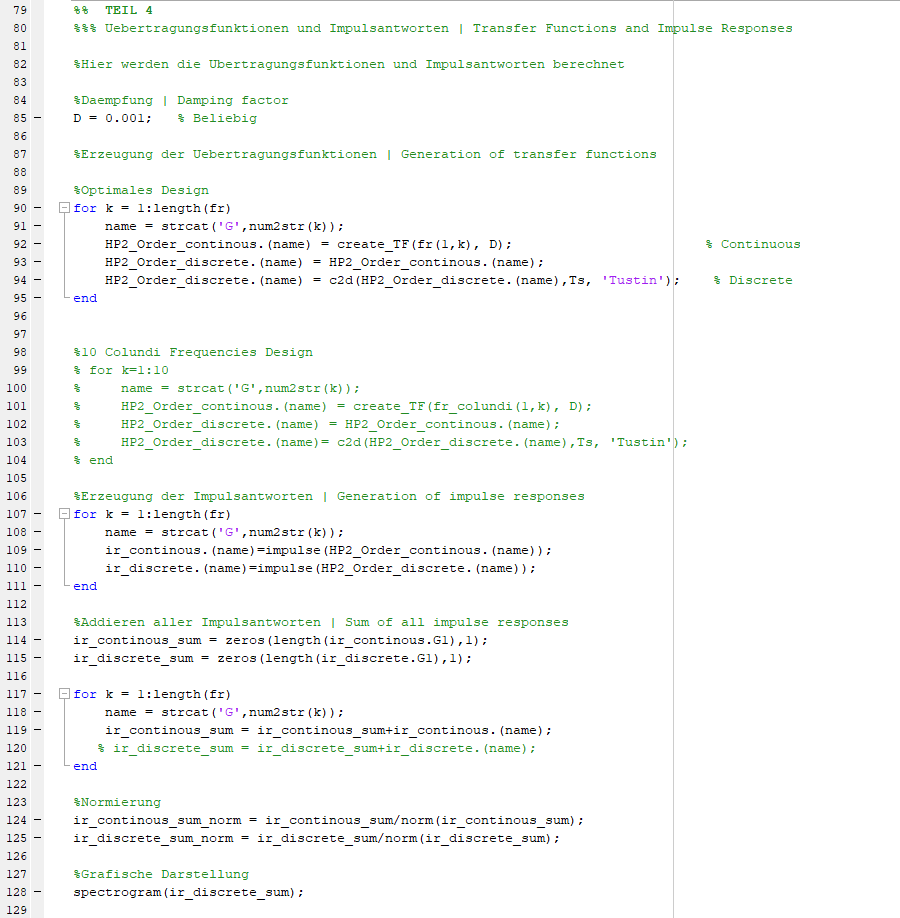 79 %%  TEIL 4
80 %%% Uebertragungsfunktionen und Impulsantworten | Transfer Functions and Impulse Responses
81
82 %Hier werden die Ubertragungsfunktionen und Impulsantworten berechnet
83
84 %Daempfung | Damping factor
85 – D = 0.001;   % Beliebig
86
87 %Erzeugung der Uebertragungsfunktionen | Generation of transfer functions
88
89 %Optimales Design
90 – for k = 1:length(fr)
91 –     name = strcat('G',num2str(k));
92 –     HP2_Order_continous.(name) = create_TF(fr(1,k), D);                        % Continuous
93 –     HP2_Order_discrete.(name) = HP2_Order_continous.(name);
94 –     HP2_Order_discrete.(name) = c2d(HP2_Order_discrete.(name),Ts, 'Tustin');    % Discrete
95 – end
96
97
98 %10 Colundi Frequencies Design
99 % for k=1:10
100 %     name = strcat('G',num2str(k));
101 %     HP2_Order_continous.(name) = create_TF(fr_colundi(1,k), D);
102 %     HP2_Order_discrete.(name) = HP2_Order_continous.(name);
103 %     HP2_Order_discrete.(name)= c2d(HP2_Order_discrete.(name),Ts, 'Tustin');
104 % end
105
106 %Erzeugung der Impulsantworten | Generation of impulse responses
107 – for k = 1:length(fr)
108 –     name = strcat('G',num2str(k));
109 –     ir_continous.(name)=impulse(HP2_Order_continous.(name));
110 –     ir_discrete.(name)=impulse(HP2_Order_discrete.(name));
111 – end
112
113 %Addieren aller Impulsantworten | Sum of all impulse responses
114 – ir_continous_sum = zeros(length(ir_continous.G1),1);
115 – ir_discrete_sum = zeros(length(ir_discrete.G1),1);
116
117 – for k = 1:length(fr)
118 –     name = strcat('G',num2str(k));
119 –     ir_continous_sum = ir_continous_sum+ir_continous.(name);
120    % ir_discrete_sum = ir_discrete_sum+ir_discrete.(name);
121 – end
122
123 %Normierung
124 – ir_continous_sum_norm = ir_continous_sum/norm(ir_continous_sum);
125 – ir_discrete_sum_norm = ir_discrete_sum/norm(ir_discrete_sum);
126
127 %Grafische Darstellung
128 – spectrogram(ir_discrete_sum);
129